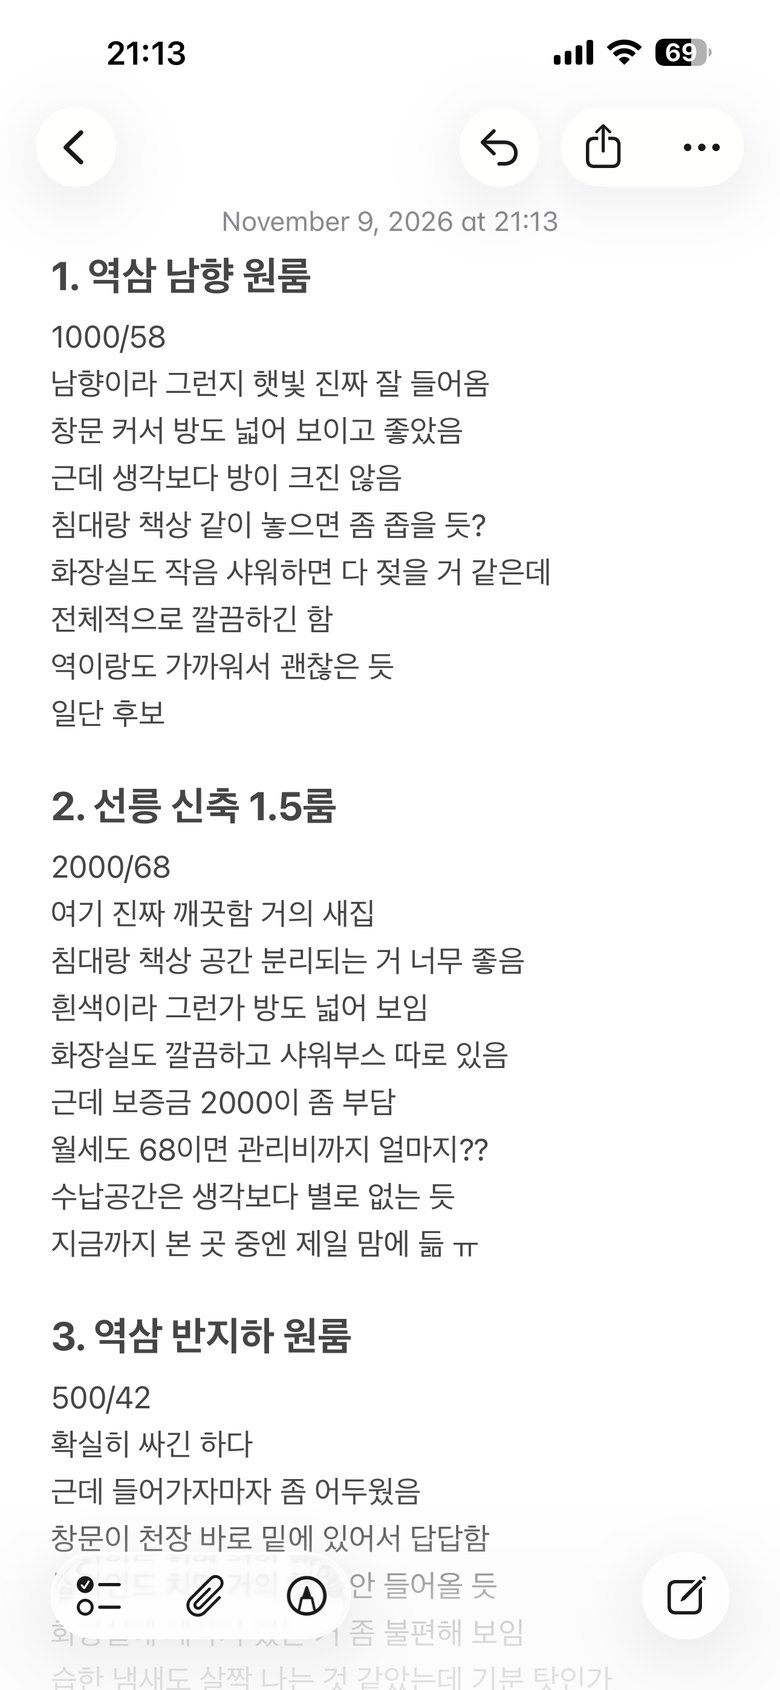 21:13
69
November 9, 2026 at 21:13
1. 역삼 남향 원룸
1000/58
남향이라 그런지 햇빛 진짜 잘 들어옴
창문 커서 방도 넓어 보이고 좋았음
근데 생각보다 방이 크진 않음
침대랑 책상 같이 놓으면 좀 좁을 듯?
화장실도 작음 샤워하면 다 젖을 거 같은데
전체적으로 깔끔하긴 함
역이랑도 가까워서 괜찮은 듯
일단 후보
2. 선릉 신축 1.5룸
2000/68
여기 진짜 깨끗함 거의 새집
침대랑 책상 공간 분리되는 거 너무 좋음
흰색이라 그런가 방도 넓어 보임
화장실도 깔끔하고 샤워부스 따로 있음
근데 보증금 2000이 좀 부담
월세도 68이면 관리비까지 얼마지??
수납공간은 생각보다 별로 없는 듯
지금까지 본 곳 중엔 제일 맘에 듦 ㅠ
3. 역삼 반지하 원룸
500/42
확실히 싸긴 하다
근데 들어가자마자 좀 어두웠음
창문이 천장 바로 밑에 있어서 답답함
치면 거의 안 들어올 듯
좀 불편해 보임
습한 냄새도 살짝 나는 것 같았는데 기분 탓인가